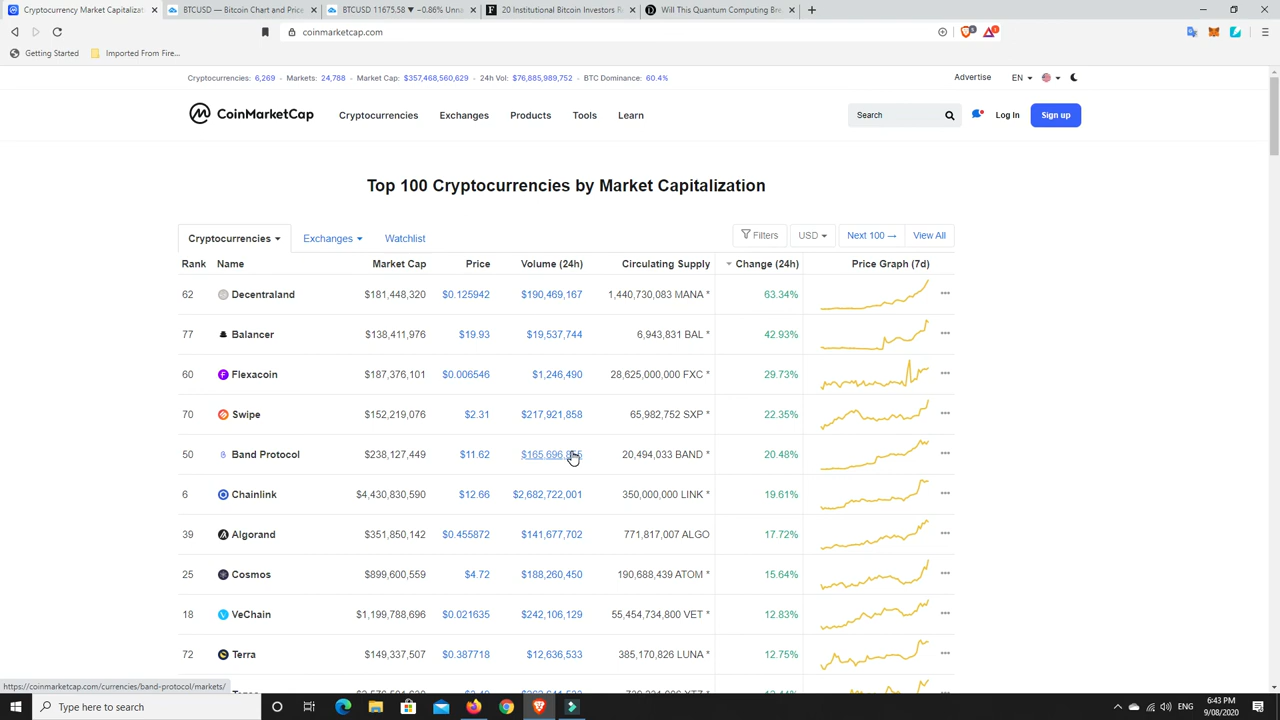 Cryptocurrency Market Capitaliza
BTCUSD — Bitcoin Chart and Price
BTCUSD 11675.58 ▼ −0.86% Unna
20 Institutional Bitcoin Investors R
Will This Quantum Computing Bre
coinmarketcap.com
5
1
Getting Started
Imported From Fire...
Cryptocurrencies: 6,269 Markets: 24,788 Market Cap: $357,468,560,629 24h Vol: $76,885,989,752 BTC Dominance: 60.4%
Advertise
EN
CoinMarketCap
Cryptocurrencies
Exchanges
Products
Tools
Learn
Search
Log In
Sign up
Top 100 Cryptocurrencies by Market Capitalization
Cryptocurrencies
Exchanges
Watchlist
Filters
USD
Next 100 →
View All
Rank Name Market Cap Price Volume (24h) Circulating Supply Change (24h) Price Graph (7d)
62 Decentraland $181,448,320 $0.125942 $190,469,167 1,440,730,083 MANA * 63.34%
77 Balancer $138,411,976 $19.93 $19,537,744 6,943,831 BAL * 42.93%
60 Flexacoin $187,376,101 $0.006546 $1,246,490 28,625,000,000 FXC * 29.73%
70 Swipe $152,219,076 $2.31 $217,921,858 65,982,752 SXP * 22.35%
50 Band Protocol $238,127,449 $11.62 20,494,033 BAND * 20.48%
6 Chainlink $4,430,830,590 $12.66 $2,682,722,001 350,000,000 LINK * 19.61%
39 Algorand $351,850,142 $0.455872 $141,677,702 771,817,007 ALGO 17.72%
25 Cosmos $899,600,559 $4.72 $188,260,450 190,688,439 ATOM * 15.64%
18 VeChain $1,199,788,696 $0.021635 $242,106,129 55,454,734,800 VET * 12.83%
72 Terra $149,337,507 $0.387718 $12,636,533 385,170,826 LUNA * 12.75%
https://coinmarketcap.com/currencies/band-protocol/markets/
Type here to search
ENG
6:43 PM
9/08/2020